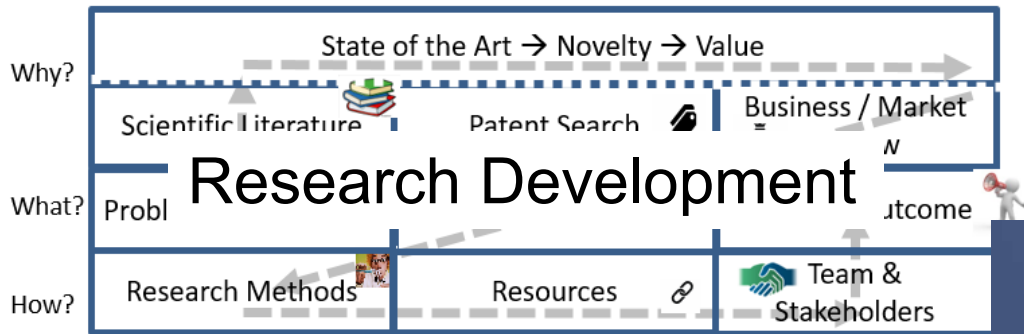 State of the Art → Novelty → Value
Why?
Scientific Literature
Patent Search
Business / Market
Research Development
What?
How?
Research Methods
Resources
Team &
Stakeholders